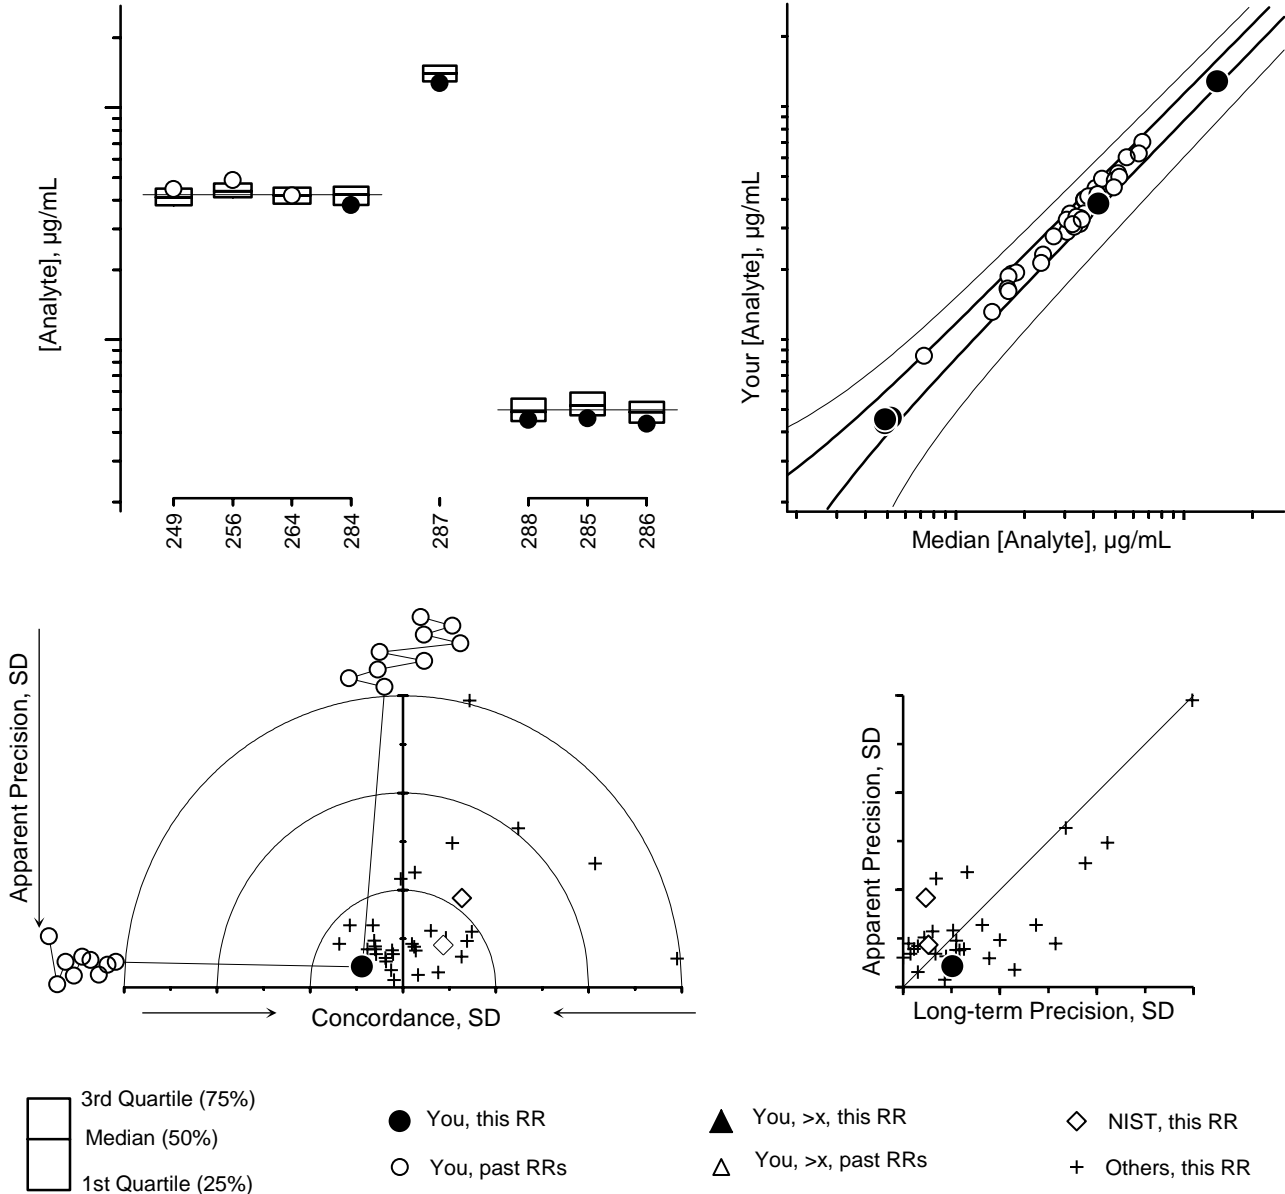 [Analyte], µg/mL
249
256
264
284
287
288
285
286
Your [Analyte], µg/mL
Median [Analyte], µg/mL
Apparent Precision, SD
Concordance, SD
Apparent Precision, SD
Long-term Precision, SD
3rd Quartile (75%)
Median (50%)
1st Quartile (25%)
You, this RR
You, past RRs
You, >x, this RR
You, >x, past RRs
NIST, this RR
Others, this RR